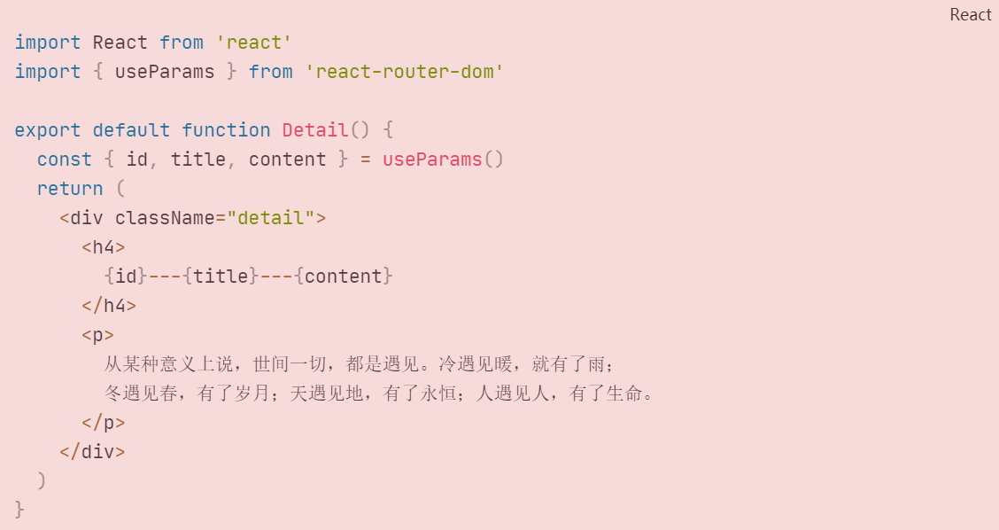 React
import React from 'react'
import { useParams } from 'react-router-dom'
export default function Detail() {
const { id, title, content } = useParams()
return (
<div className="detail">
<h4>
{id}---{title}---{content}
</h4>
<p>
从某种意义上说，世间一切，都是遇见。冷遇见暖，就有了雨；
冬遇见春，有了岁月；天遇见地，有了永恒；人遇见人，有了生命。
</p>
</div>
)
}